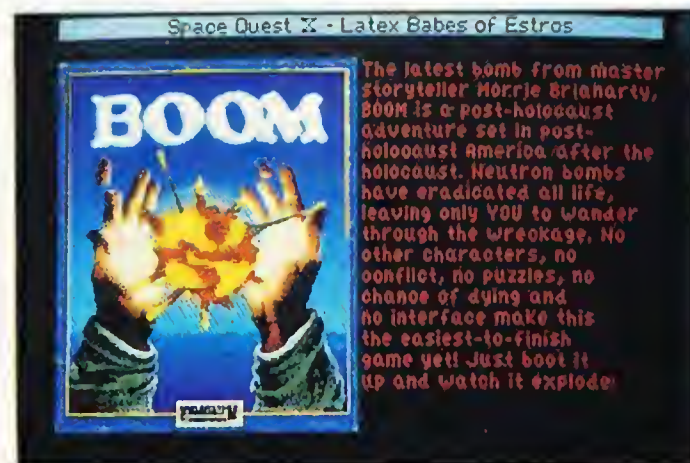 Space Quest X - Latex Babes of Estros
BOOM
The latest bomb from master
storyteller Morrie Brianarty,
BOOM is a post-holocaust
adventure set in post-
holocaust America after the
holocaust. Neutron bombs
have eradicated all life,
leaving only YOU to wander
through the wreckage. No
other characters, no
conflict, no puzzles, no
chance of dying and
no interface make this
the easiest-to-finish
game yet! Just boot it
up and watch it explode